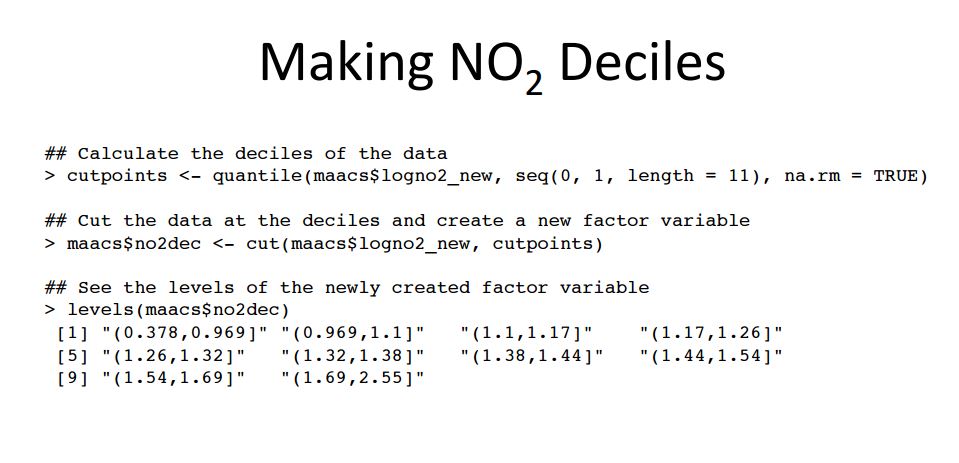 Making NO₂ Deciles
## Calculate the deciles of the data
> cutpoints <- quantile(maacs$logno2_new, seq(0, 1, length = 11), na.rm = TRUE)
## Cut the data at the deciles and create a new factor variable
> maacs$no2dec <- cut(maacs$logno2_new, cutpoints)
## See the levels of the newly created factor variable
> levels(maacs$no2dec)
[1] "(0.378,0.969]" "(0.969,1.1]" "(1.1,1.17]" "(1.17,1.26]"
[5] "(1.26,1.32]" "(1.32,1.38]" "(1.38,1.44]" "(1.44,1.54]"
[9] "(1.54,1.69]" "(1.69,2.55]"